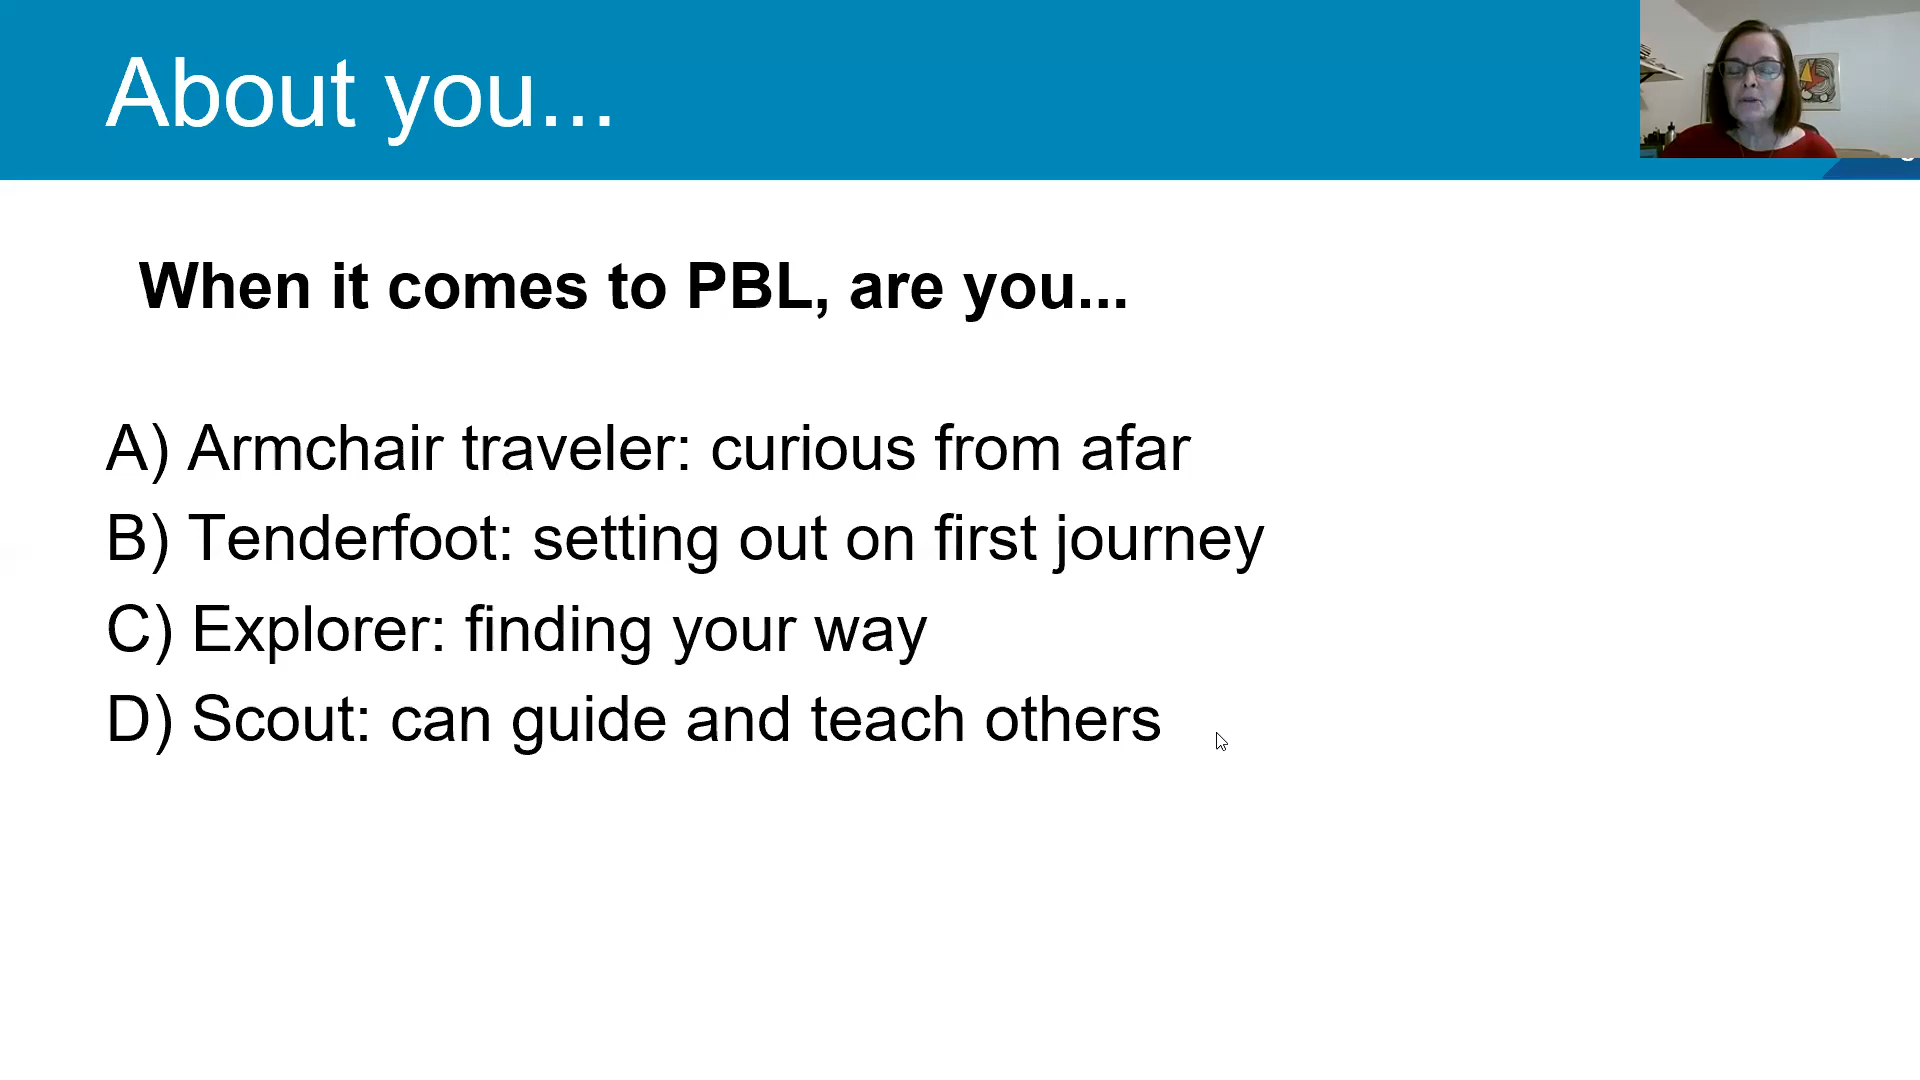 About you...
When it comes to PBL, are you...
A) Armchair traveler: curious from afar
B) Tenderfoot: setting out on first journey
C) Explorer: finding your way
D) Scout: can guide and teach others